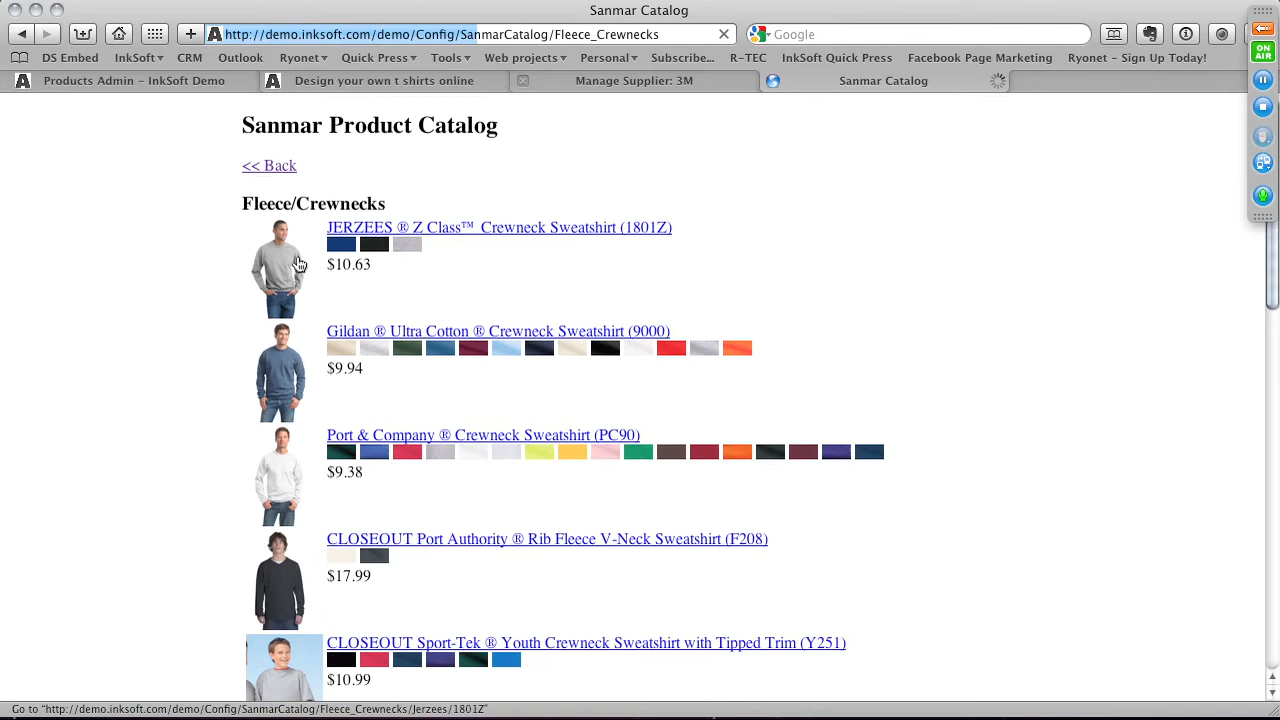 Sanmar Catalog
http://demo.inksoft.com/demo/Config/SanmarCatalog/Fleece_Crewnecks
Google
DS Embed InkSoft CRM Outlook Ryonet Quick Press Tools Web projects Personal Subscribe... R-TEC InkSoft Quick Press Facebook Page Marketing Ryonet - Sign Up Today!
Products Admin - InkSoft Demo Design your own t shirts online Manage Supplier: 3M Sanmar Catalog
ON AIR
Sanmar Product Catalog
<< Back
Fleece/Crewnecks
JERZEES ® Z Class™ Crewneck Sweatshirt (1801Z)
$10.63
Gildan ® Ultra Cotton ® Crewneck Sweatshirt (9000)
$9.94
Port & Company ® Crewneck Sweatshirt (PC90)
$9.38
CLOSEOUT Port Authority ® Rib Fleece V-Neck Sweatshirt (F208)
$17.99
CLOSEOUT Sport-Tek ® Youth Crewneck Sweatshirt with Tipped Trim (Y251)
$10.99
Go to "http://demo.inksoft.com/demo/Config/SanmarCatalog/Fleece_Crewnecks/Jerzees/1801Z"